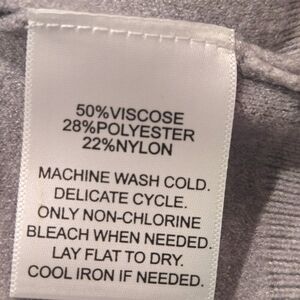 50%VISCOSE
28%POLYESTER
22%NYLON
MACHINE WASH COLD.
DELICATE CYCLE.
ONLY NON-CHLORINE
BLEACH WHEN NEEDED.
LAY FLAT TO DRY.
COOL IRON IF NEEDED.